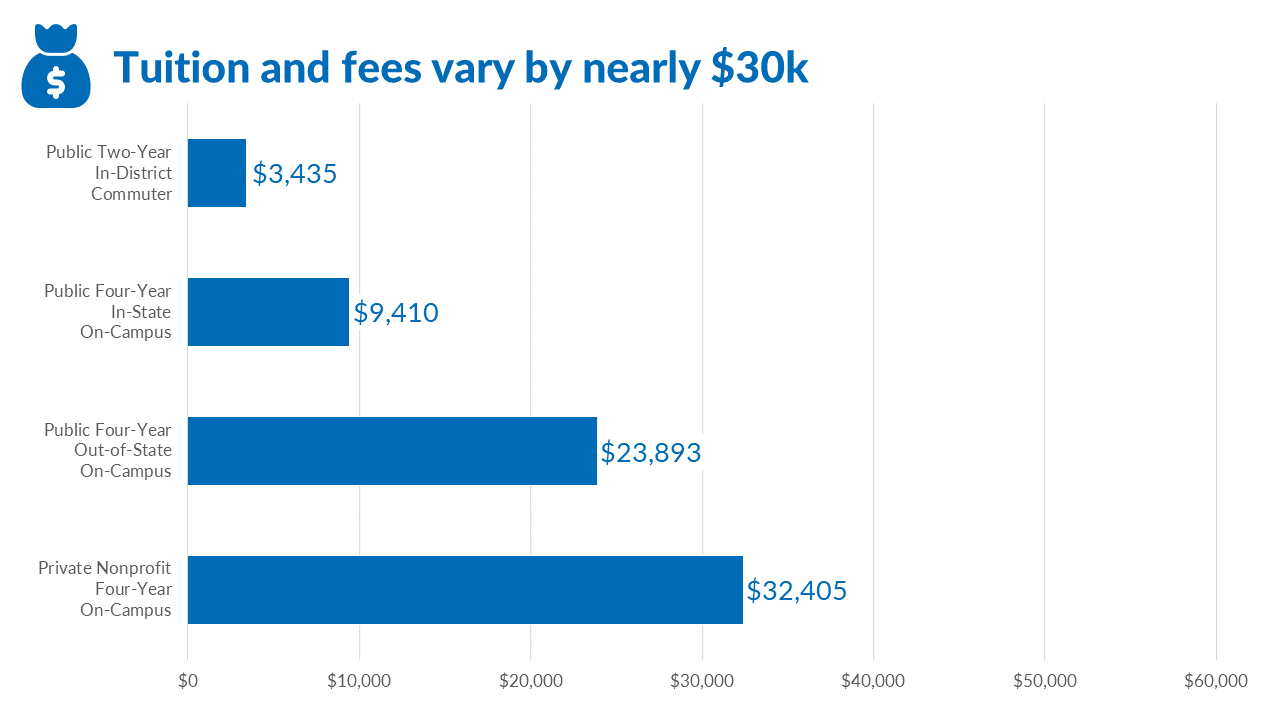 $
Tuition and fees vary by nearly $30k
Public Two-Year
In-District
Commuter
$3,435
Public Four-Year
In-State
On-Campus
$9,410
Public Four-Year
Out-of-State
On-Campus
$23,893
Private Nonprofit
Four-Year
On-Campus
$32,405
$0 $10,000 $20,000 $30,000 $40,000 $50,000 $60,000